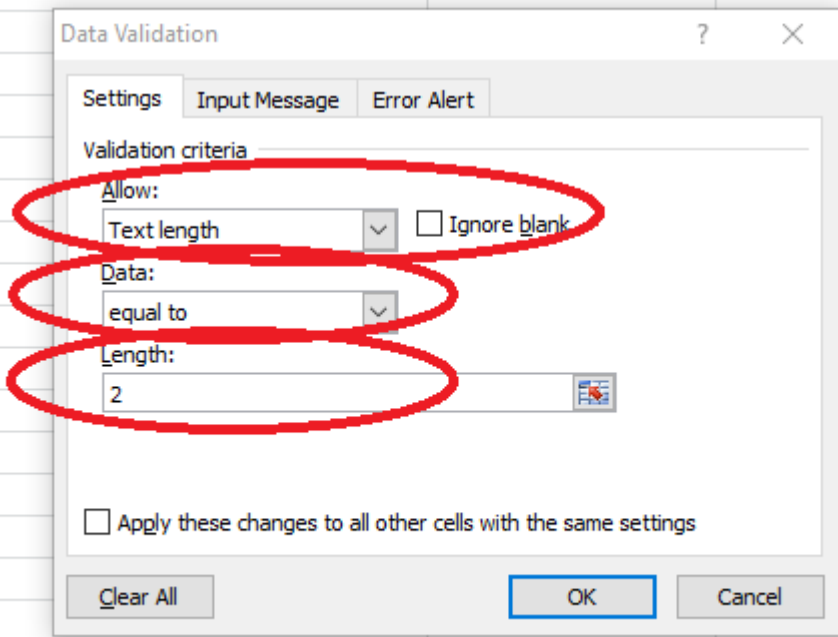 Data Validation ?
Settings Input Message Error Alert
Validation criteria
Allow:
Text length Ignore blank
Data:
equal to
Length:
2
Apply these changes to all other cells with the same settings
Clear All OK Cancel